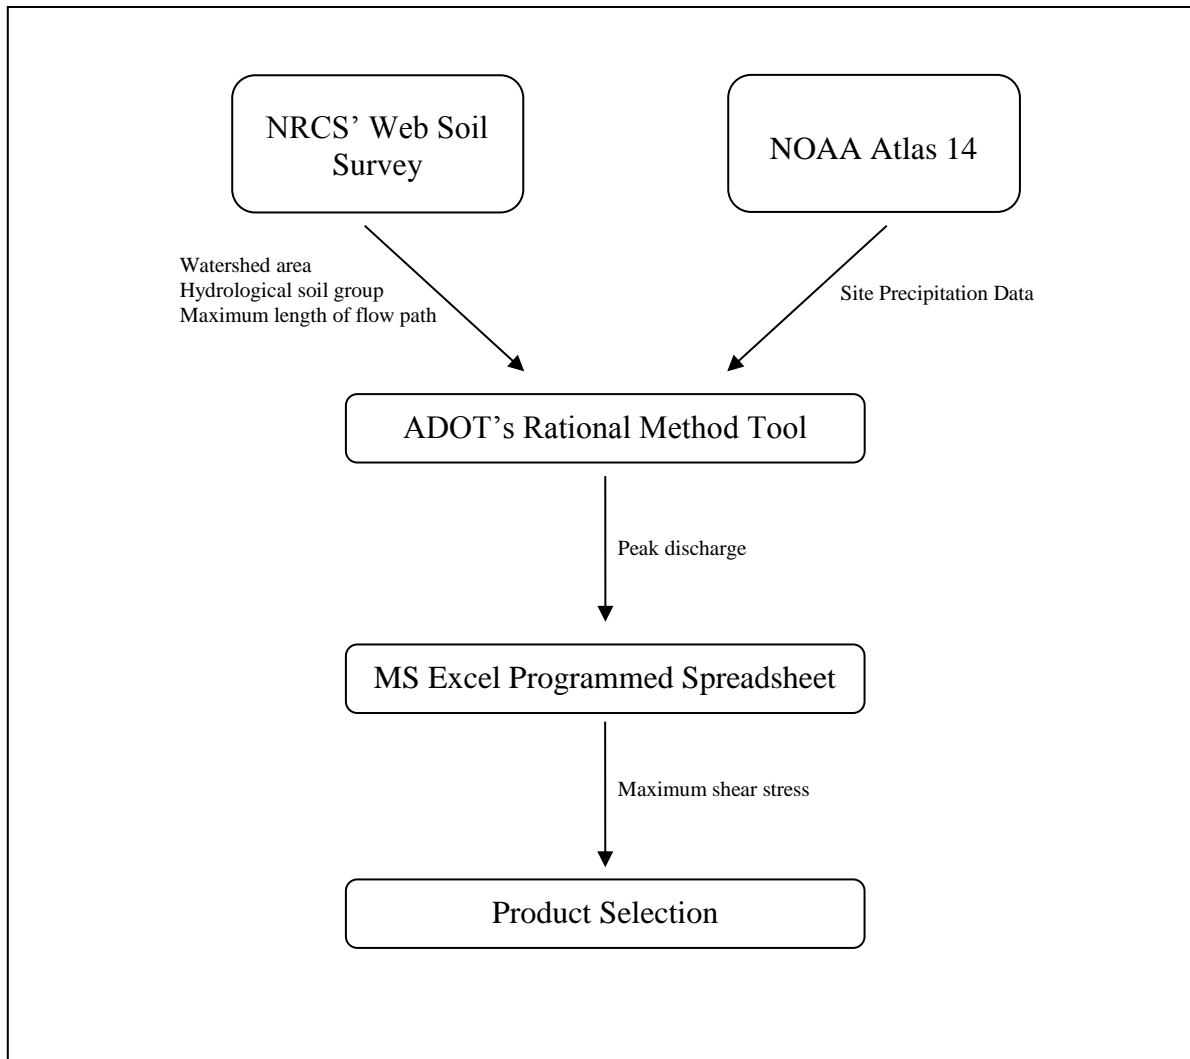 NRCS’ Web Soil
Survey
NOAA Atlas 14
Watershed area
Hydrological soil group
Maximum length of flow path
Site Precipitation Data
ADOT’s Rational Method Tool
Peak discharge
MS Excel Programmed Spreadsheet
Maximum shear stress
Product Selection